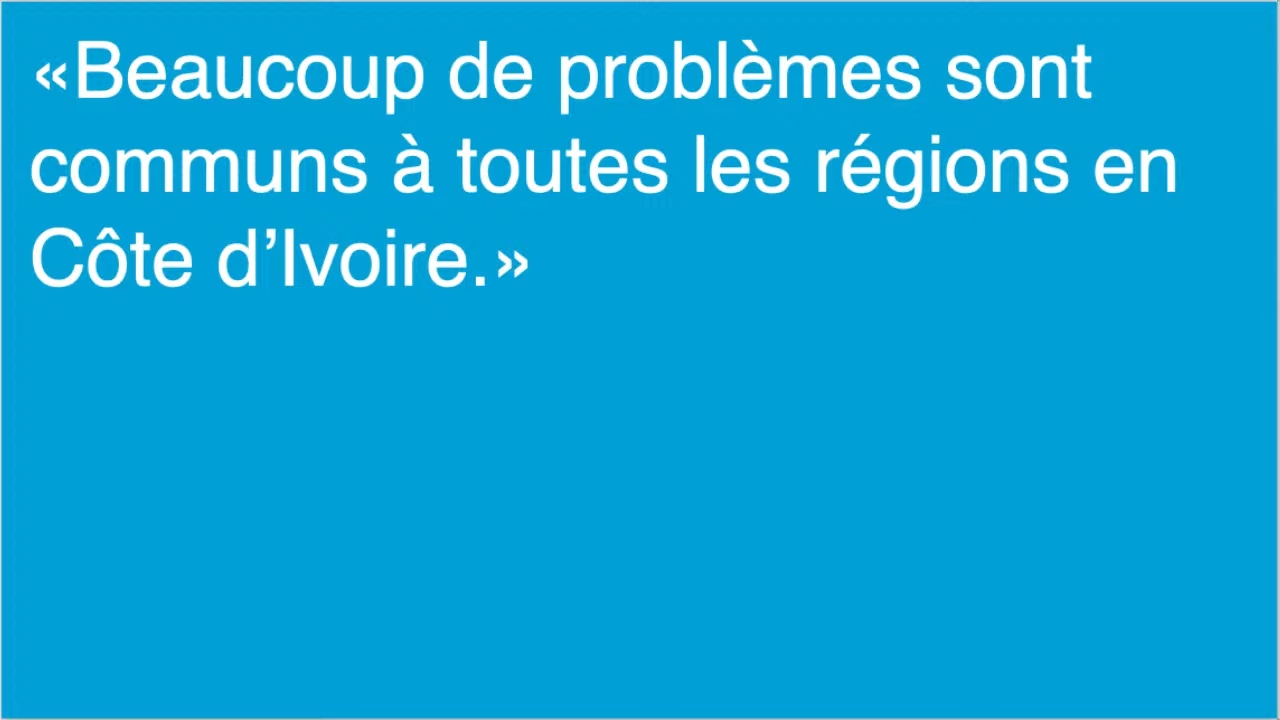 «Beaucoup de problèmes sont
communs à toutes les régions en
Côte d’Ivoire.»